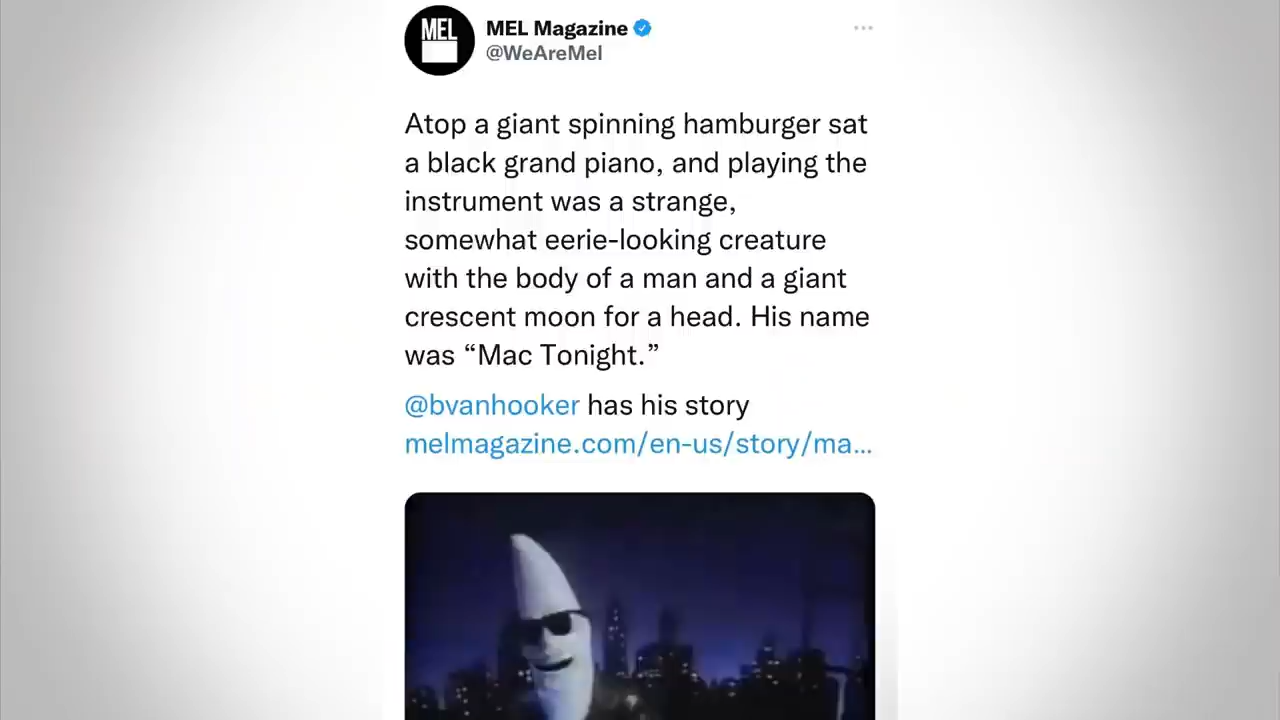 MEL
MEL Magazine
@WeAreMel
Atop a giant spinning hamburger sat
a black grand piano, and playing the
instrument was a strange,
somewhat eerie-looking creature
with the body of a man and a giant
crescent moon for a head. His name
was “Mac Tonight.”
@bvanhooker has his story
melmagazine.com/en-us/story/ma...